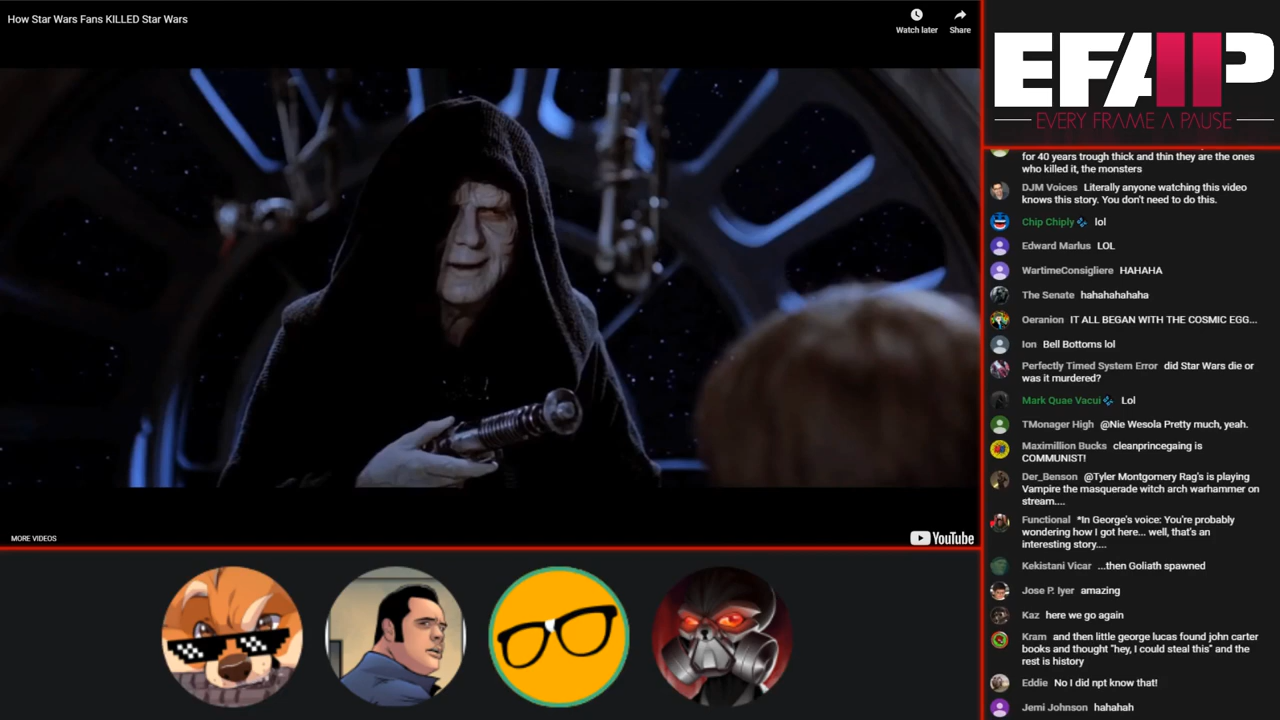 How Star Wars Fans KILLED Star Wars
Watch later
Share
MORE VIDEOS
YouTube
EFAP
EVERY FRAME A PAUSE
for 40 years trough thick and thin they are the ones
who killed it, the monsters
DJM Voices Literally anyone watching this video
knows this story. You don't need to do this.
Chip Chiply lol
Edward Marlus LOL
WartimeConsigliere HAHAHA
The Senate hahahahahaha
Oeranion IT ALL BEGAN WITH THE COSMIC EGG...
Ion Bell Bottoms lol
Perfectly Timed System Error did Star Wars die or
was it murdered?
Mark Quae Vacui Lol
TMonager High @Nie Wesola Pretty much, yeah.
Maximillion Bucks cleanprincegaing is
COMMUNIST!
Der_Benson @Tyler Montgomery Rag's is playing
Vampire the masquerade witch arch warhammer on
stream....
Functional *In George's voice: You're probably
wondering how I got here... well, that's an
interesting story....
Kekistani Vicar ...then Goliath spawned
Jose P. Iyer amazing
Kaz here we go again
Kram and then little george lucas found john carter
books and thought "hey, I could steal this" and the
rest is history
Eddie No I did npt know that!
Jemi Johnson hahahah